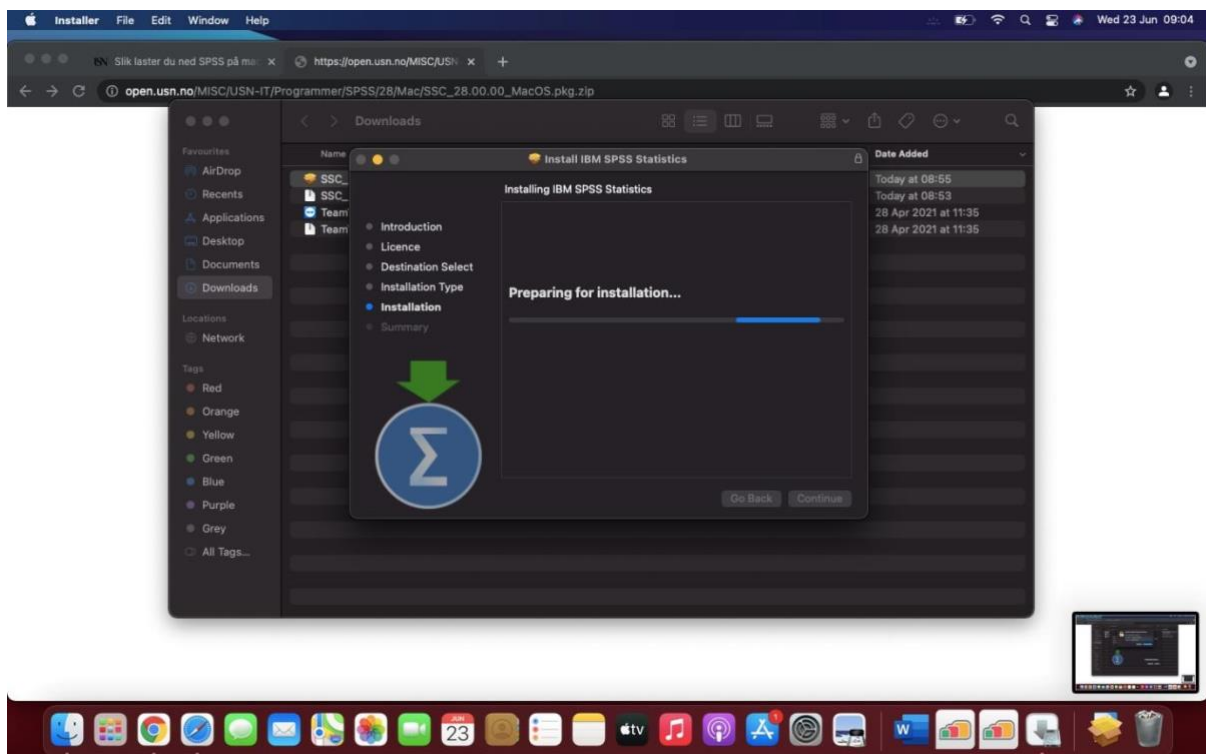 Installer File Edit Window Help Wed 23 Jun 09:04
Slik laster du ned SPSS på mac https://open.usn.no/MISC/USN
open.usn.no/MISC/USN-IT/Programmer/SPSS/28/Mac/SSC_28.00.00_MacOS.pkg.zip
Downloads
Favourites
AirDrop
Recents
Applications
Desktop
Documents
Downloads
Locations
Network
Tags
Red
Orange
Yellow
Green
Blue
Purple
Grey
All Tags...
Name
SSC_
SSC_
Team
Team
Date Added
Today at 08:55
Today at 08:53
28 Apr 2021 at 11:35
28 Apr 2021 at 11:35
Install IBM SPSS Statistics
Installing IBM SPSS Statistics
Introduction
Licence
Destination Select
Installation Type
Installation
Summary
Preparing for installation...
Σ
Go Back Continue
JUN
23
tv
W